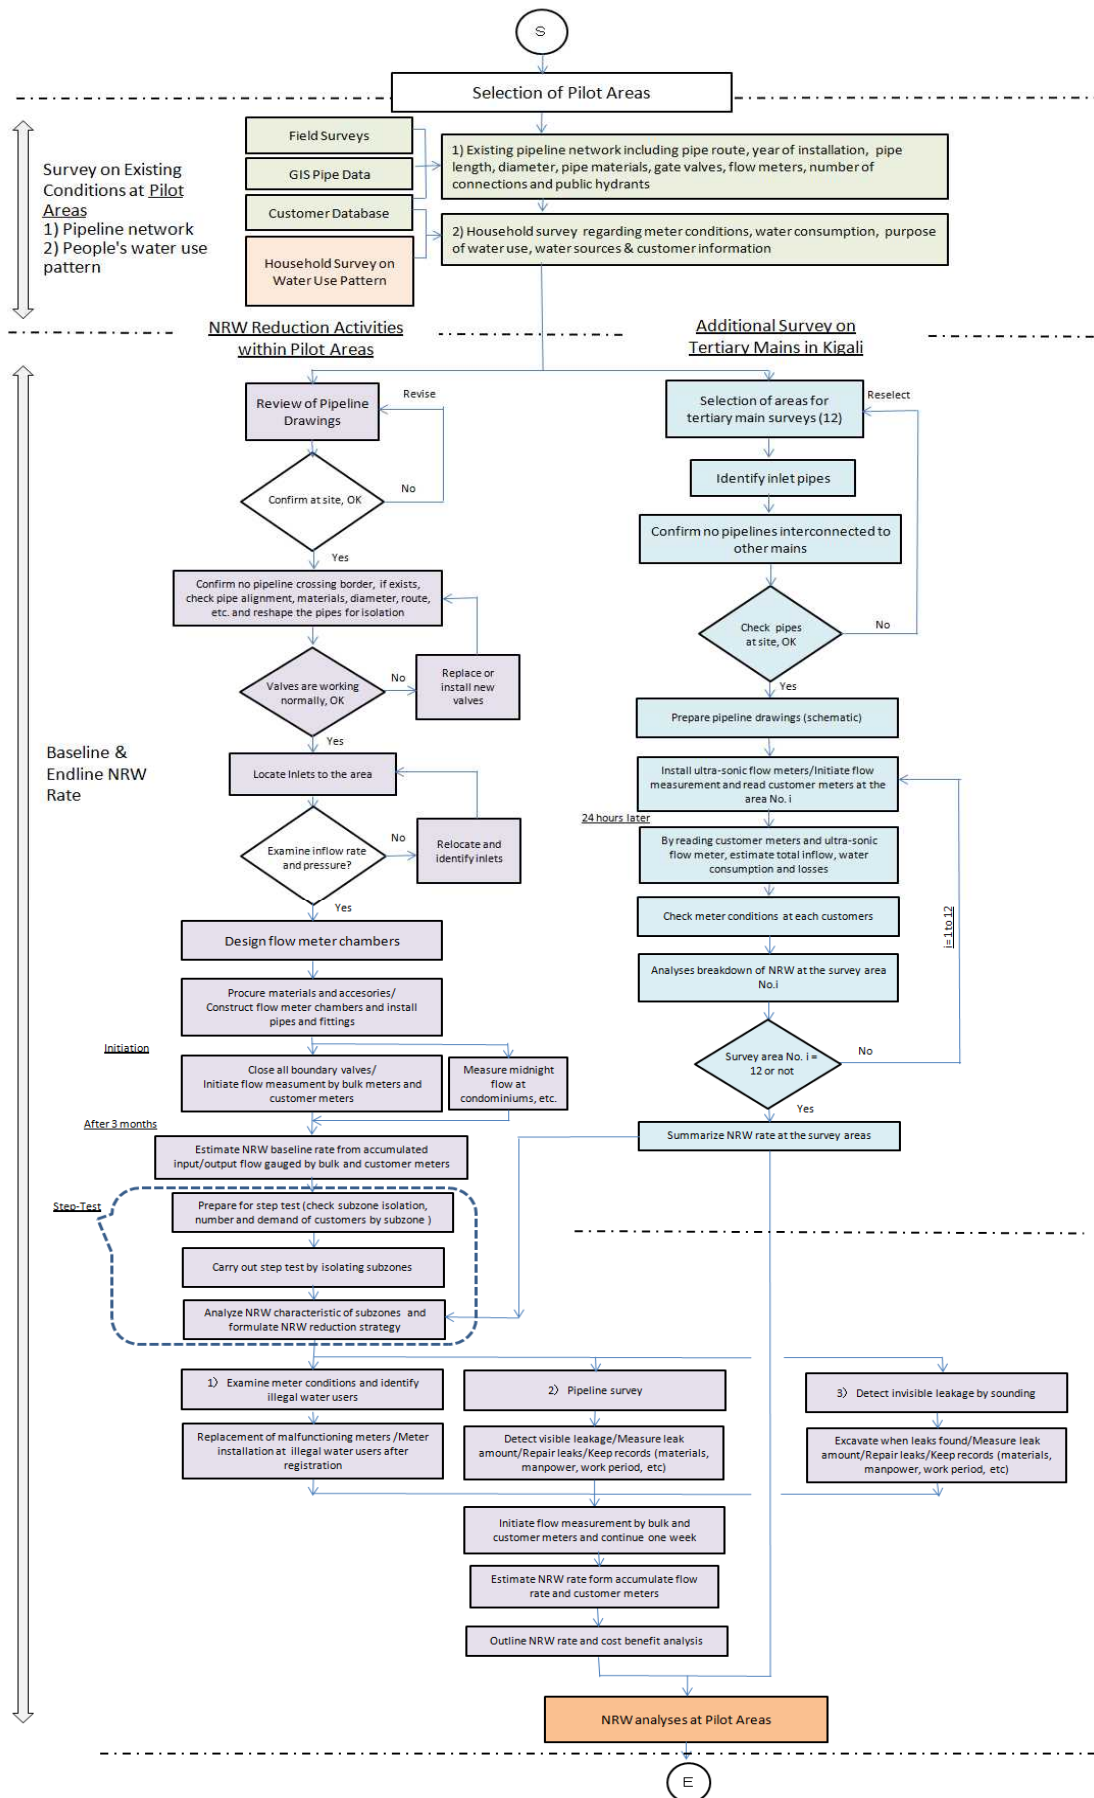 S
Selection of Pilot Areas
Survey on Existing
Conditions at Pilot
Areas
1) Pipeline network
2) People's water use
pattern
Field Surveys
GIS Pipe Data
Customer Database
Household Survey on
Water Use Pattern
1) Existing pipeline network including pipe route, year of installation, pipe
length, diameter, pipe materials, gate valves, flow meters, number of
connections and public hydrants
2) Household survey regarding meter conditions, water consumption, purpose
of water use, water sources & customer information
NRW Reduction Activities
within Pilot Areas
Additional Survey on
Tertiary Mains in Kigali
Baseline &
Endline NRW
Rate
Review of Pipeline
Drawings
Revise
Confirm at site, OK
No
Yes
Confirm no pipeline crossing border, if exists,
check pipe alignment, materials, diameter, route,
etc. and reshape the pipes for isolation
Valves are working
normally, OK
No
Replace or
install new
valves
Yes
Locate Inlets to the area
Examine inflow rate
and pressure?
No
Relocate and
identify inlets
Yes
Design flow meter chambers
Procure materials and accesories/
Construct flow meter chambers and install
pipes and fittings
Initiation
Close all boundary valves/
Initiate flow measument by bulk meters and
customer meters
Measure midnight
flow at
condominiums, etc.
After 3 months
Estimate NRW baseline rate from accumulated
input/output flow gauged by bulk and customer meters
Step-Test
Prepare for step test (check subzone isolation,
number and demand of customers by subzone )
Carry out step test by isolating subzones
Analyze NRW characteristic of subzones and
formulate NRW reduction strategy
Selection of areas for
tertiary main surveys (12)
Reselect
Identify inlet pipes
Confirm no pipelines interconnected to
other mains
Check pipes
at site, OK
No
Yes
Prepare pipeline drawings (schematic)
Install ultra-sonic flow meters/Initiate flow
measurement and read customer meters at the
area No. i
24 hours later
By reading customer meters and ultra-sonic
flow meter, estimate total inflow, water
consumption and losses
Check meter conditions at each customers
i= 1 to 12
Analyses breakdown of NRW at the survey area
No.i
Survey area No. i =
12 or not
No
Yes
Summarize NRW rate at the survey areas
1) Examine meter conditions and identify
illegal water users
2) Pipeline survey
3) Detect invisible leakage by sounding
Replacement of malfunctioning meters /Meter
installation at illegal water users after
registration
Detect visible leakage/Measure leak
amount/Repair leaks/Keep records (materials,
manpower, work period, etc)
Excavate when leaks found/Measure leak
amount/Repair leaks/Keep records (materials,
manpower, work period, etc)
Initiate flow measurement by bulk and
customer meters and continue one week
Estimate NRW rate form accumulate flow
rate and customer meters
Outline NRW rate and cost benefit analysis
NRW analyses at Pilot Areas
E